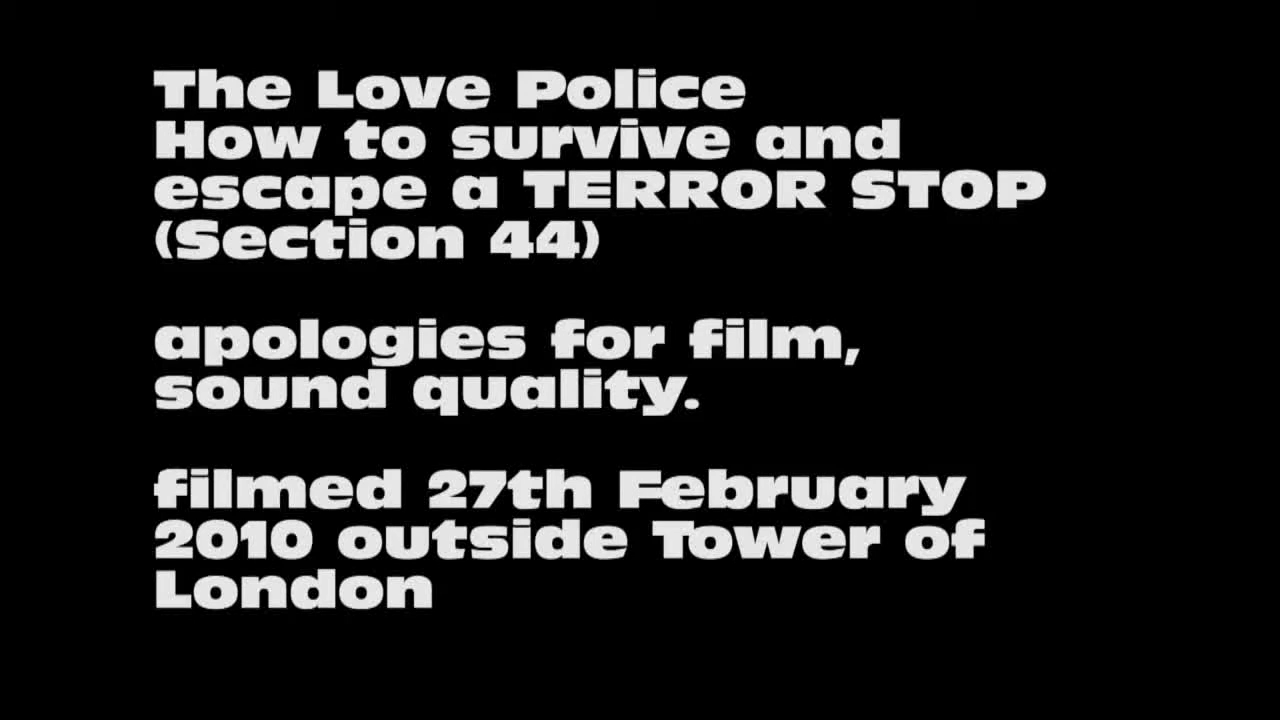 The Love Police
How to survive and
escape a TERROR STOP
(Section 44)
apologies for film,
sound quality.
filmed 27th February
2010 outside Tower of
London